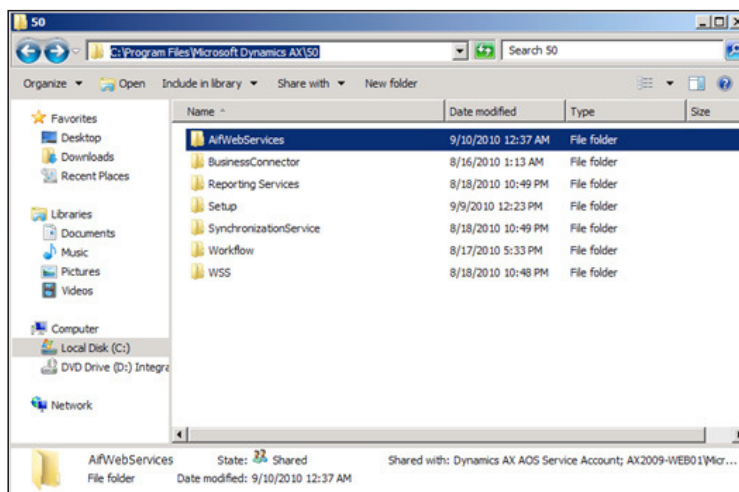 50
C:\Program Files\Microsoft Dynamics AX\50 Search 50
Organize Open Include in library Share with New folder
Name Date modified Type Size
Favorites
Desktop
Downloads
Recent Places
Libraries
Documents
Music
Pictures
Videos
Computer
Local Disk (C:)
DVD Drive (D:) Integra
Network
AifWebServices 9/10/2010 12:37 AM File folder
BusinessConnector 8/16/2010 1:13 AM File folder
Reporting Services 8/18/2010 10:49 PM File folder
Setup 9/9/2010 12:23 PM File folder
SynchronizationService 8/18/2010 10:49 PM File folder
Workflow 8/17/2010 5:33 PM File folder
WSS 8/18/2010 10:48 PM File folder
AifWebServices State: Shared Shared with: Dynamics AX AOS Service Account; AX2009-WEB01\Micr...
File folder Date modified: 9/10/2010 12:37 AM